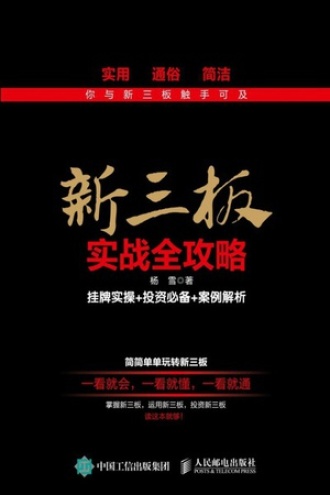 实用 通俗 简洁
你与新三板触手可及
新三板
实战全攻略
杨 雪◎著
挂牌实操+投资必备+案例解析
简简单单玩转新三板
一看就会，一看就懂，一看就通
掌握新三板，运用新三板，投资新三板
读这本就够！
中国工信出版集团 人民邮电出版社